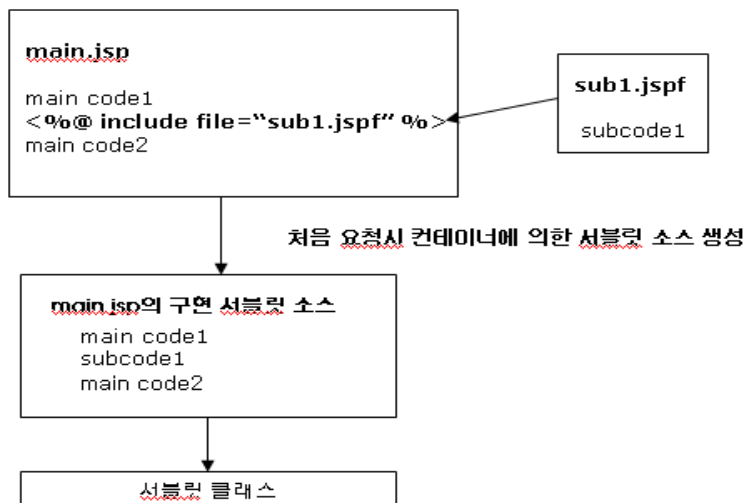 main.jsp
main code1
<%@ include file=“sub1.jspf” %>
main code2
sub1.jspf
subcode1
처음 요청시 컨테이너에 의한 서블릿 소스 생성
main.jsp의 구현 서블릿 소스
main code1
subcode1
main code2
서블릿 클래스